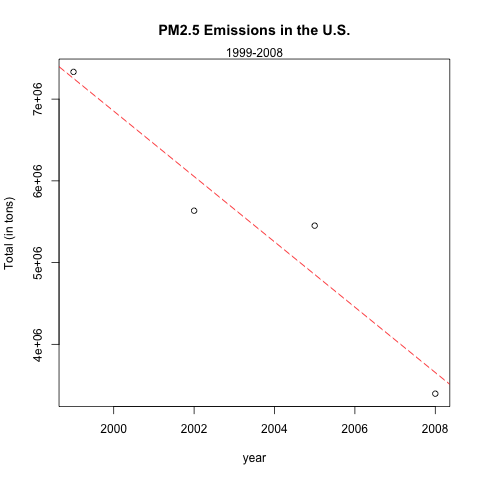 PM2.5 Emissions in the U.S.
1999-2008
Total (in tons)
7e+06
6e+06
5e+06
4e+06
2000 2002 2004 2006 2008
year